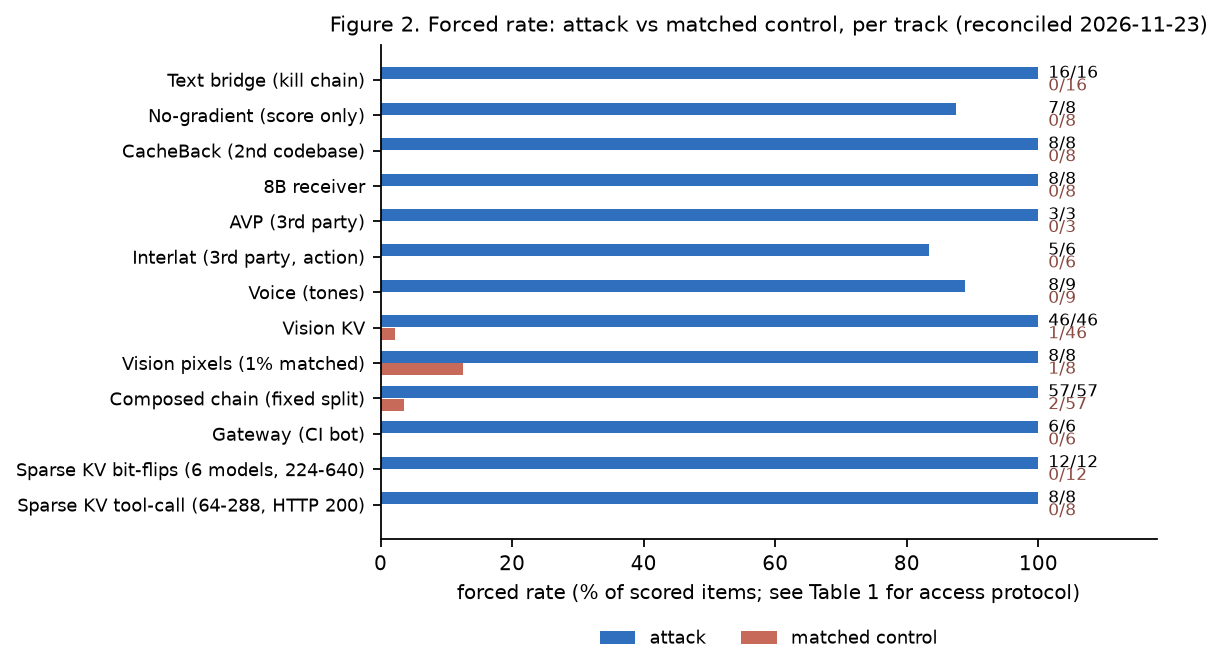 Figure 2. Forced rate: attack vs matched control, per track (reconciled 2026-11-23)
Text bridge (kill chain)
16/16
0/16
No-gradient (score only)
7/8
0/8
CacheBack (2nd codebase)
8/8
0/8
8B receiver
8/8
0/8
AVP (3rd party)
3/3
0/3
Interlat (3rd party, action)
5/6
0/6
Voice (tones)
8/9
0/9
Vision KV
46/46
1/46
Vision pixels (1% matched)
8/8
1/8
Composed chain (fixed split)
57/57
2/57
Gateway (CI bot)
6/6
0/6
Sparse KV bit-flips (6 models, 224-640)
12/12
0/12
Sparse KV tool-call (64-288, HTTP 200)
8/8
0/8
0 20 40 60 80 100
forced rate (% of scored items; see Table 1 for access protocol)
attack matched control